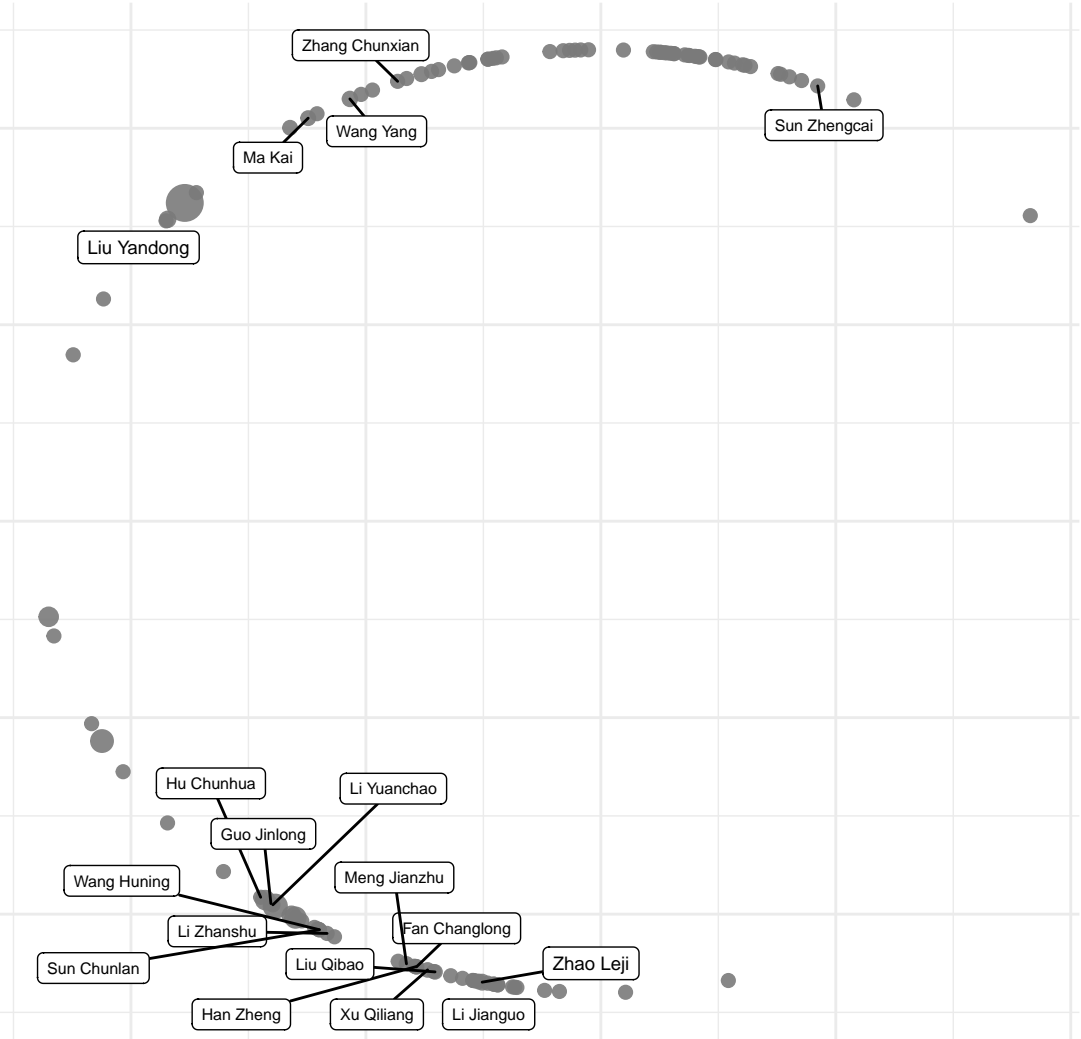 Zhang Chunxian
Sun Zhengcai
Wang Yang
Ma Kai
Liu Yandong
Hu Chunhua
Li Yuanchao
Guo Jinlong
Meng Jianzhu
Wang Huning
Fan Changlong
Li Zhanshu
Zhao Leji
Liu Qibao
Sun Chunlan
Han Zheng
Xu Qiliang
Li Jianguo